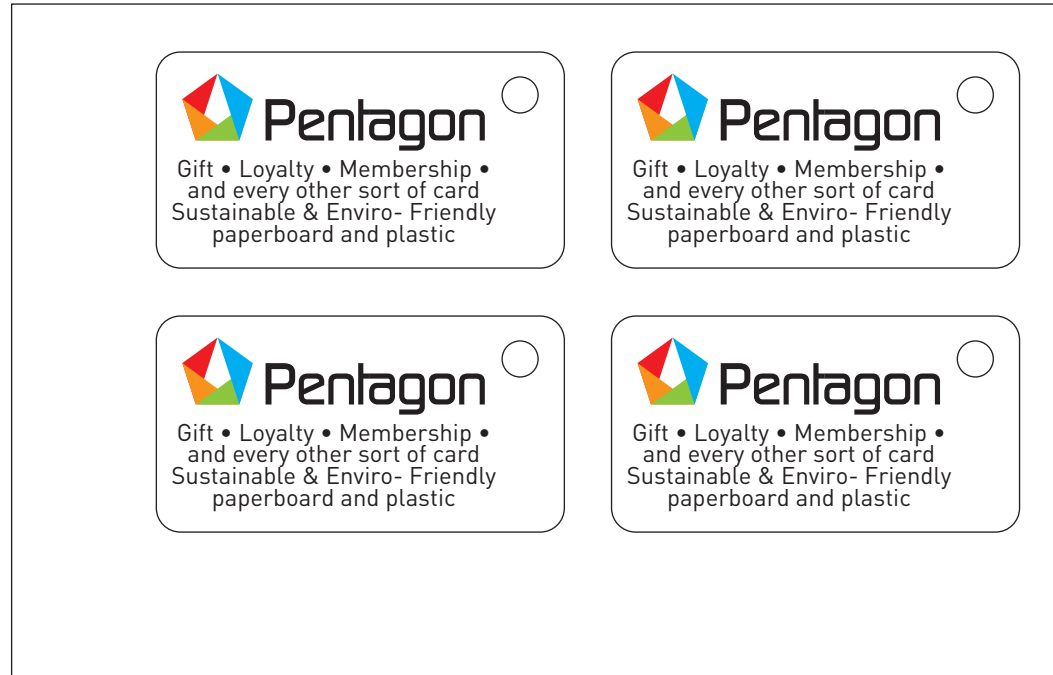 Pentagon
Gift • Loyalty • Membership •
and every other sort of card
Sustainable & Enviro- Friendly
paperboard and plastic
Pentagon
Gift • Loyalty • Membership •
and every other sort of card
Sustainable & Enviro- Friendly
paperboard and plastic
Pentagon
Gift • Loyalty • Membership •
and every other sort of card
Sustainable & Enviro- Friendly
paperboard and plastic
Pentagon
Gift • Loyalty • Membership •
and every other sort of card
Sustainable & Enviro- Friendly
paperboard and plastic